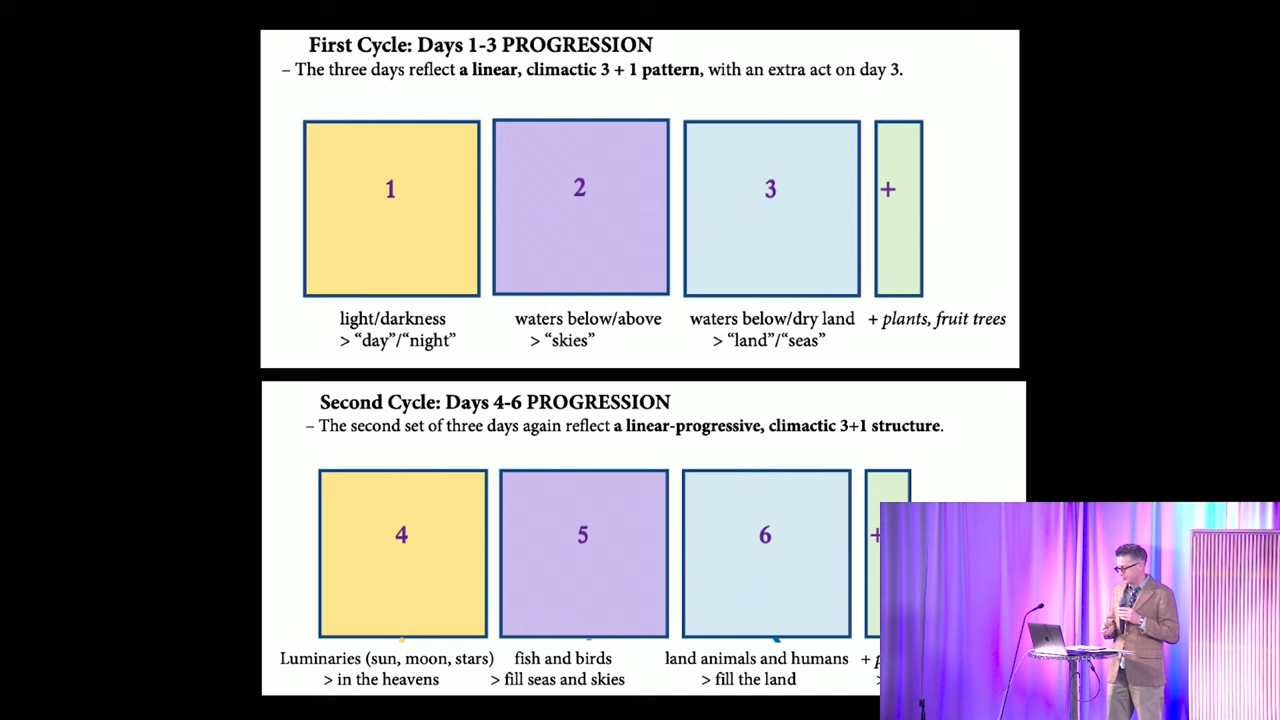 First Cycle: Days 1-3 PROGRESSION
– The three days reflect a linear, climactic 3 + 1 pattern, with an extra act on day 3.
1
2
3
+
light/darkness
> “day”/“night”
waters below/above
> “skies”
waters below/dry land
> “land”/“seas”
+ plants, fruit trees
Second Cycle: Days 4-6 PROGRESSION
– The second set of three days again reflect a linear-progressive, climactic 3+1 structure.
4
5
6
+
Luminaries (sun, moon, stars)
> in the heavens
fish and birds
> fill seas and skies
land animals and humans
> fill the land
+